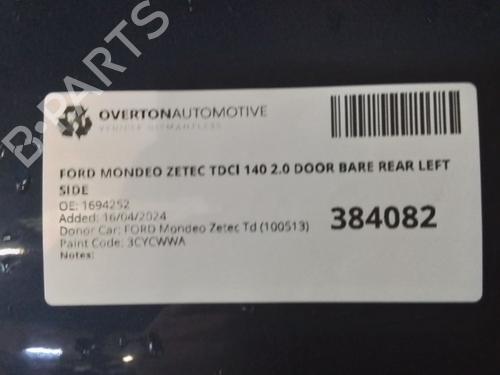 B-PARTS
OVERTONAUTOMOTIVE
VEHICLE DISMANTLERS
FORD MONDEO ZETEC TDCI 140 2.0 DOOR BARE REAR LEFT
SIDE
OE: 1694252
Added: 16/04/2024
Donor Car: FORD Mondeo Zetec Td (100513)
Paint Code: 3CYCWWA
Notes:
384082